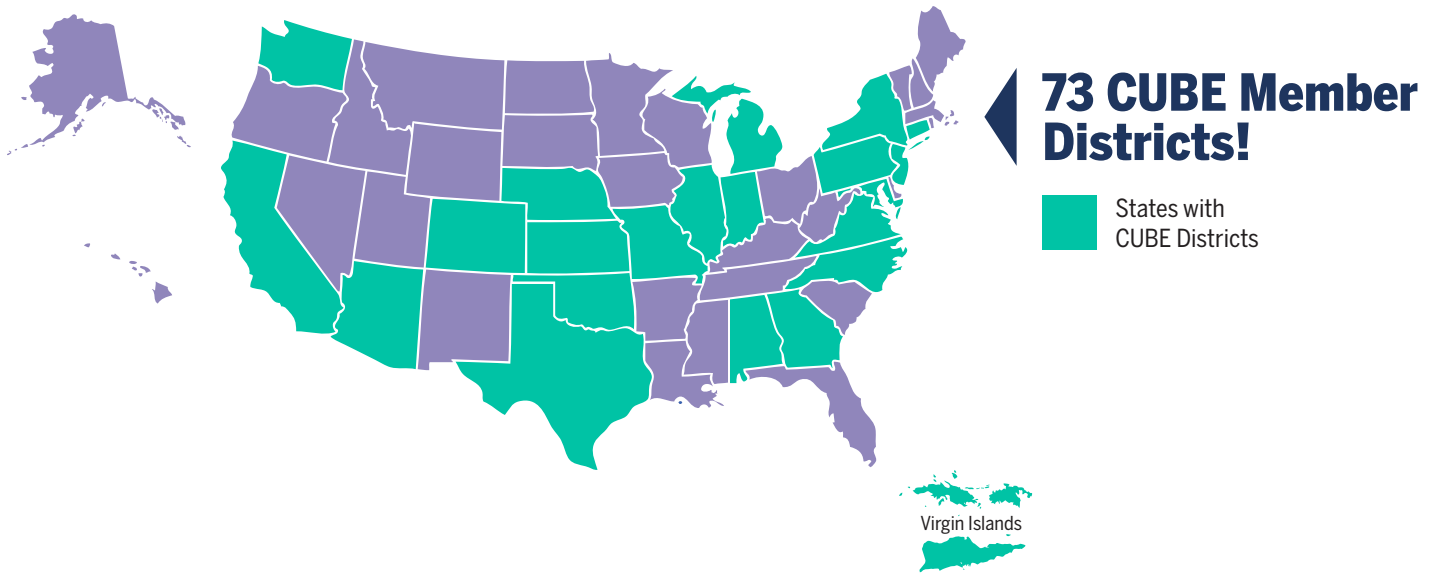 73 CUBE Member
Districts!
States with
CUBE Districts
Virgin Islands